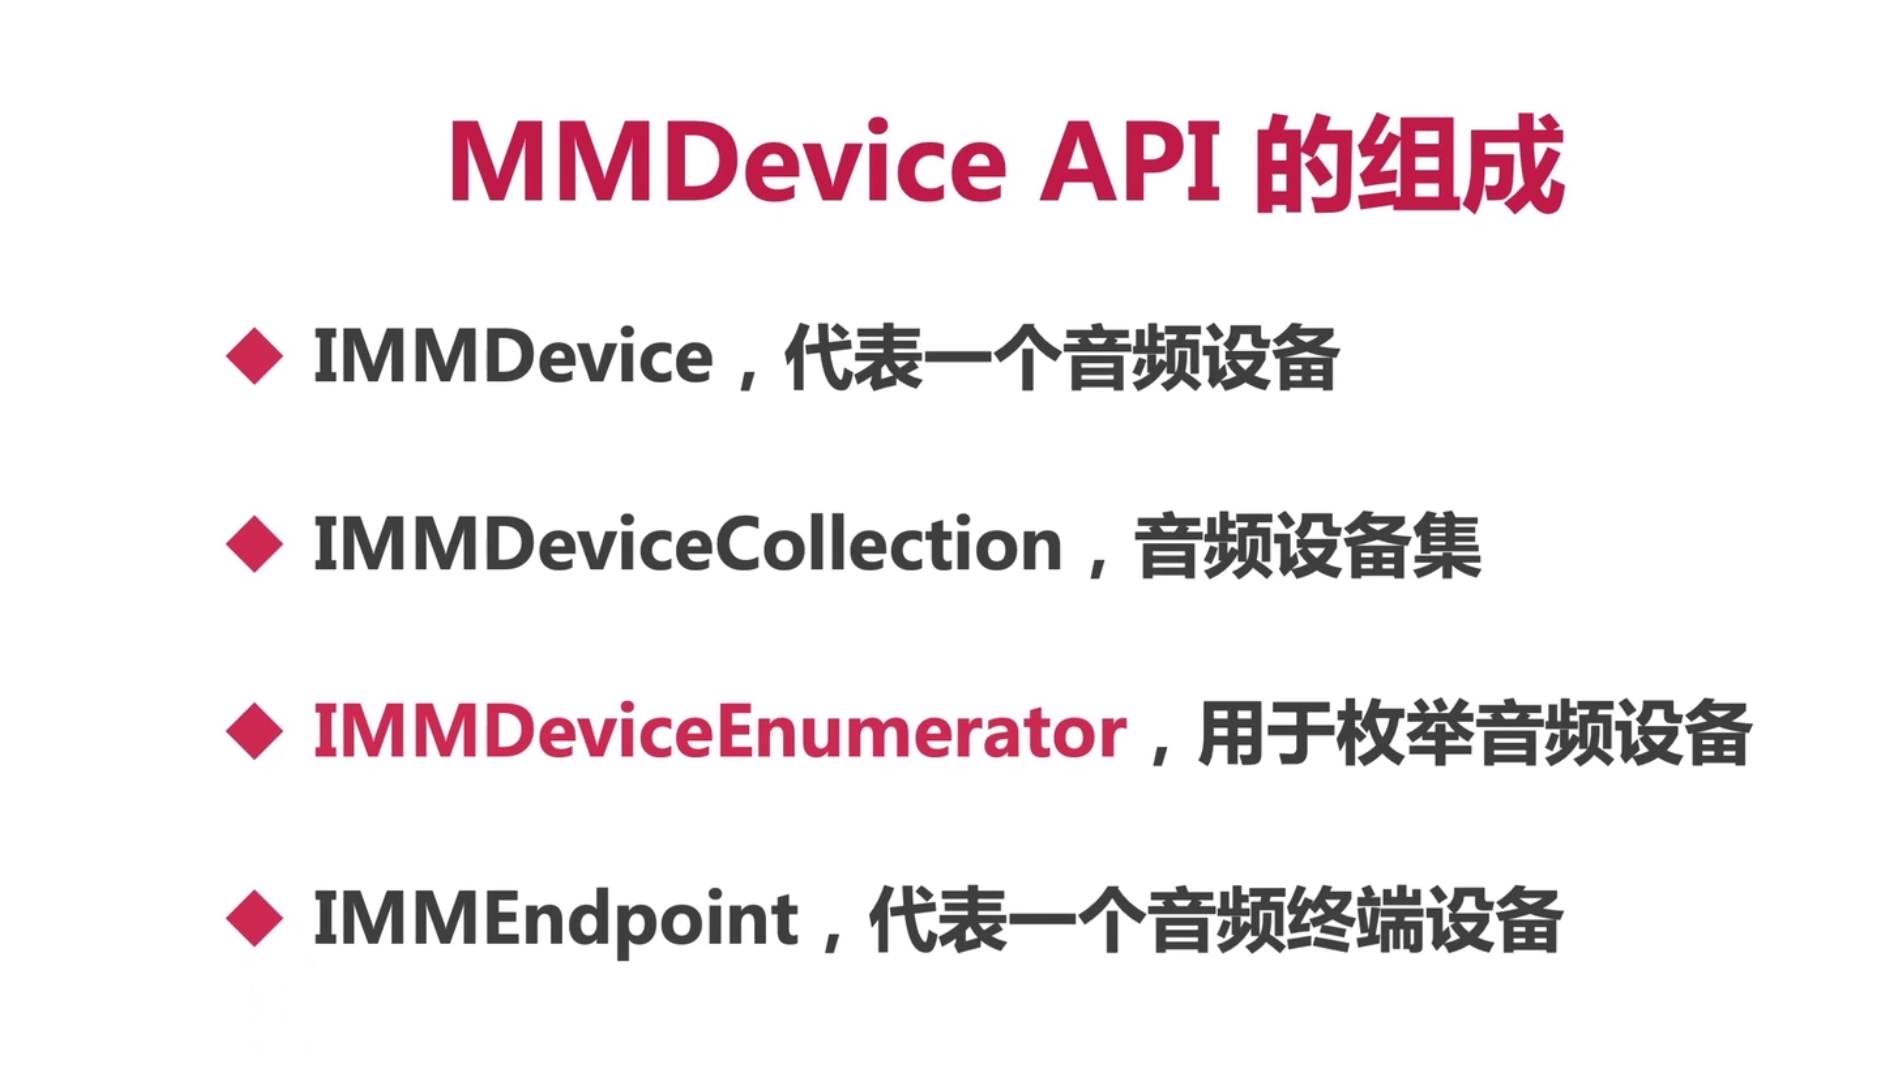 MMDevice API 的组成
◆ IMMDevice，代表一个音频设备
◆ IMMDeviceCollection，音频设备集
◆ IMMDeviceEnumerator，用于枚举音频设备
◆ IMMEndpoint，代表一个音频终端设备